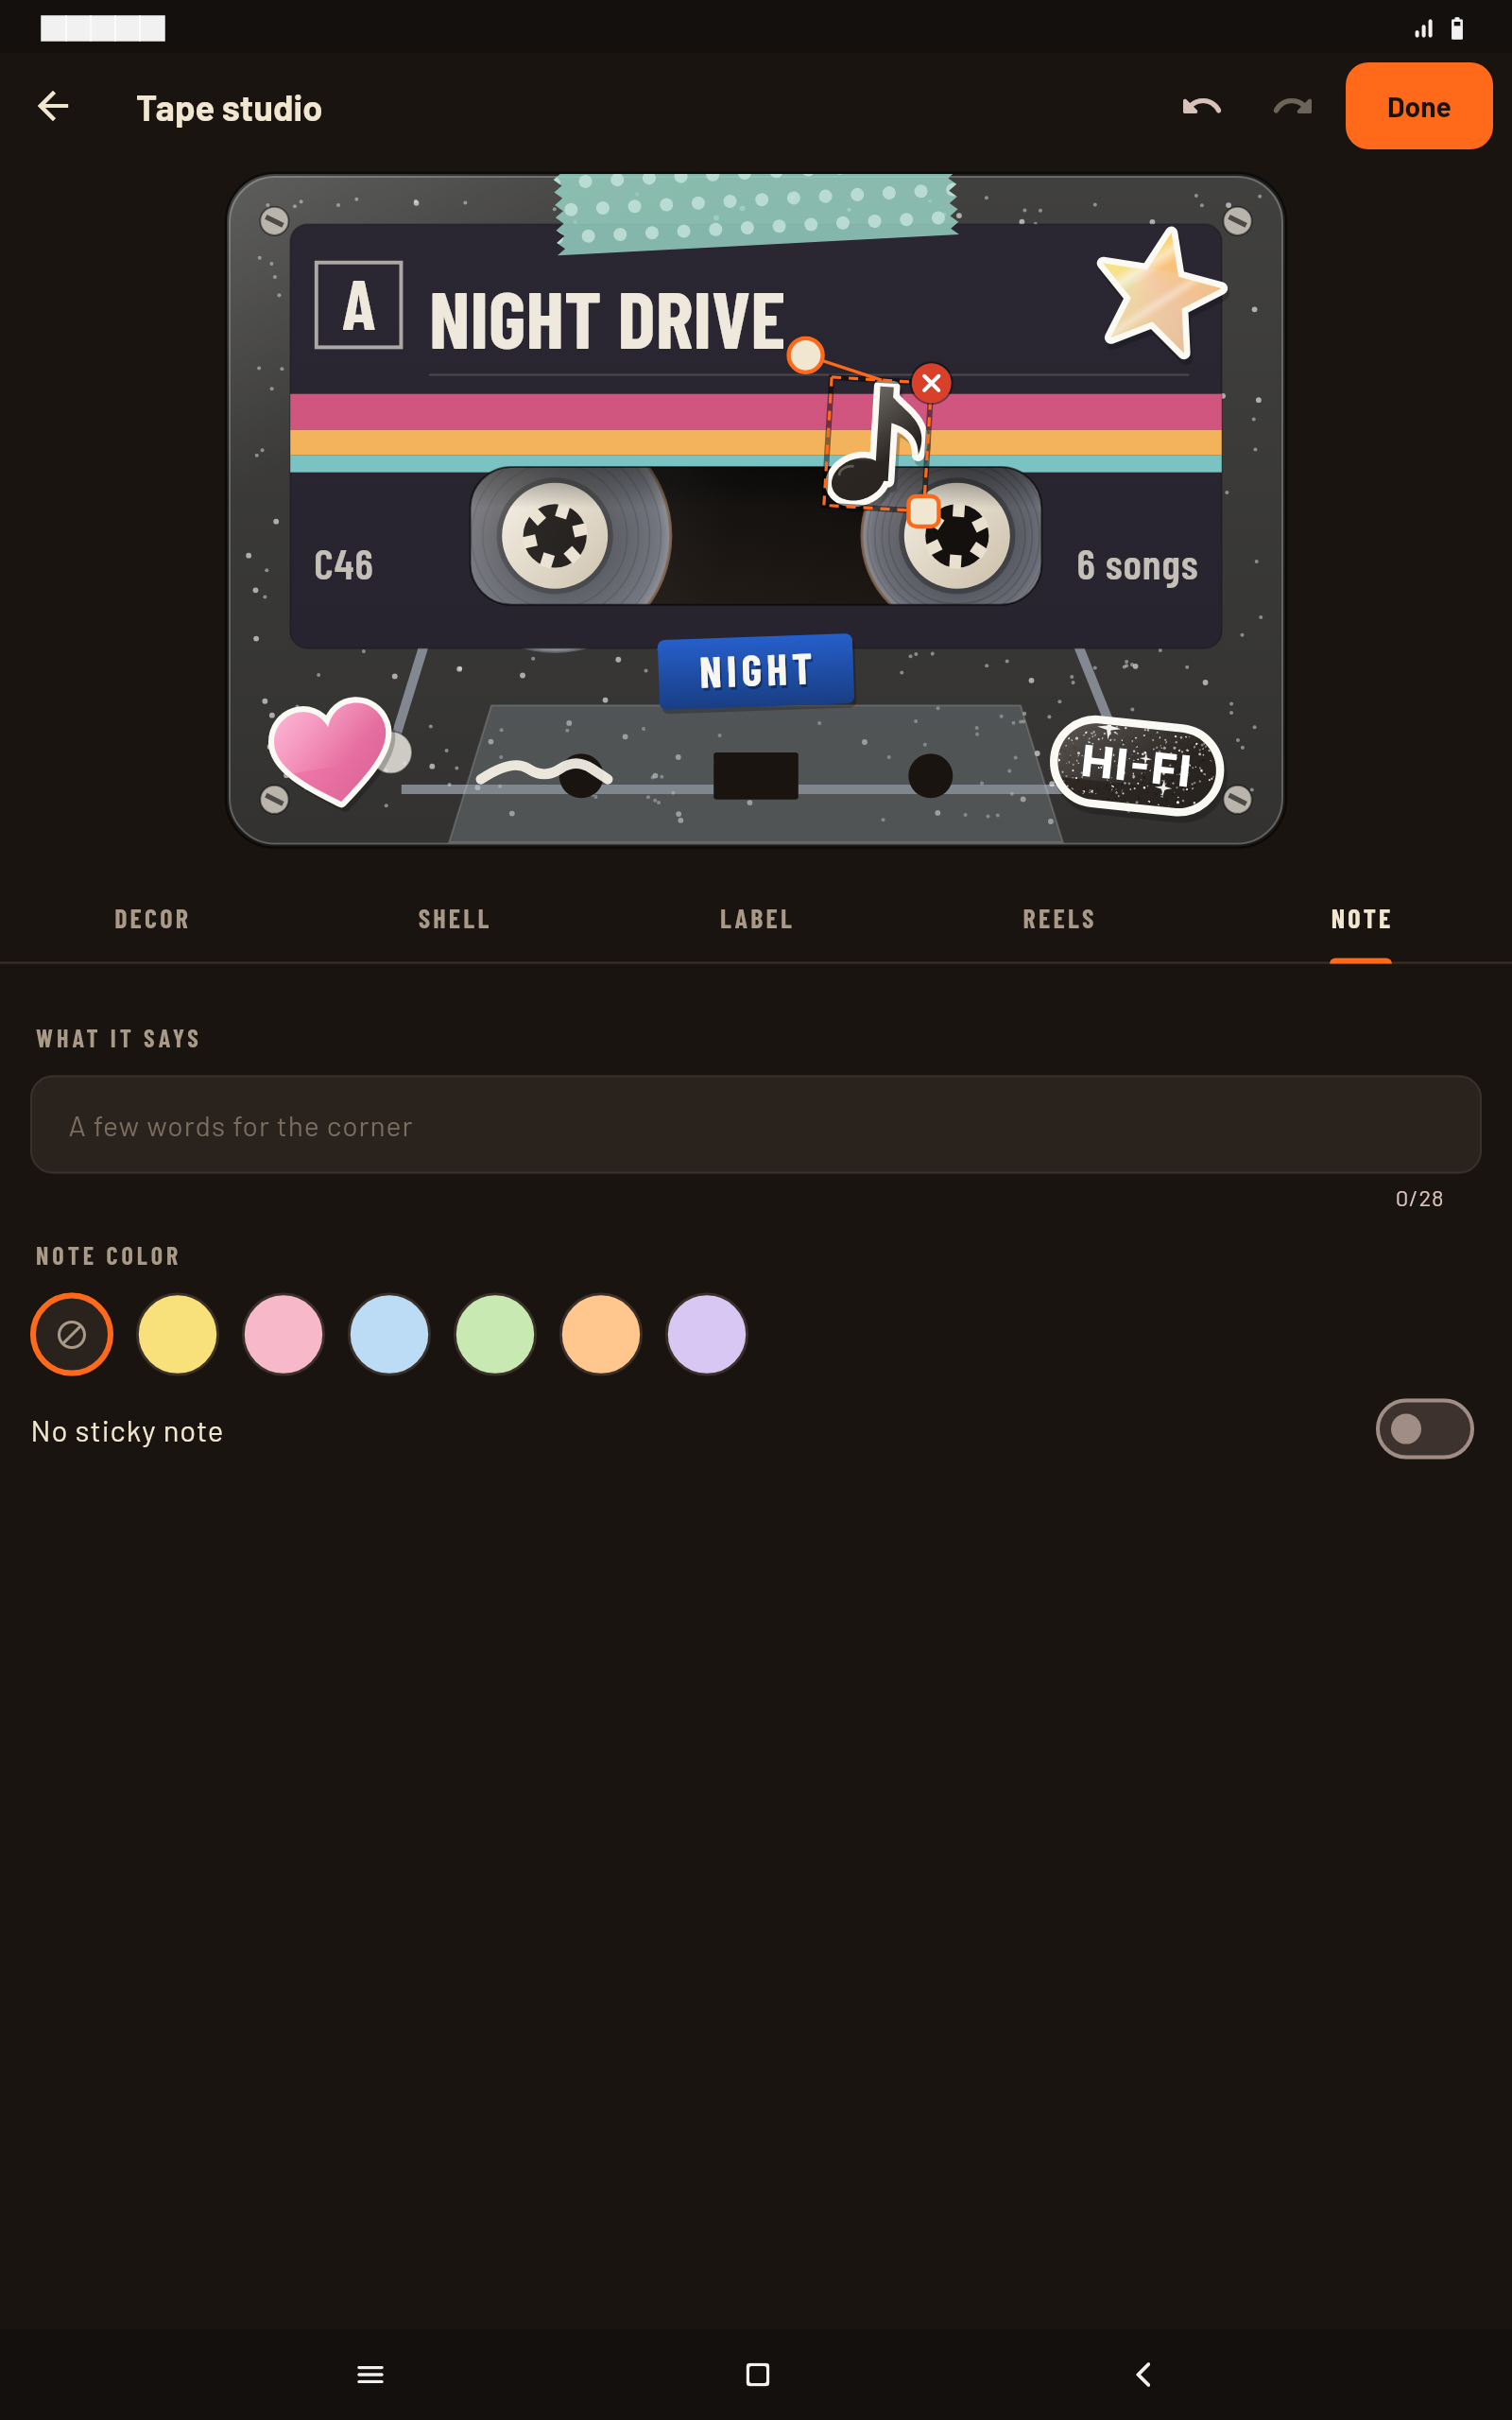 Tape studio
Done
A
NIGHT DRIVE
C46
6 songs
NIGHT
HI-FI
DECOR
SHELL
LABEL
REELS
NOTE
WHAT IT SAYS
A few words for the corner
0/28
NOTE COLOR
No sticky note